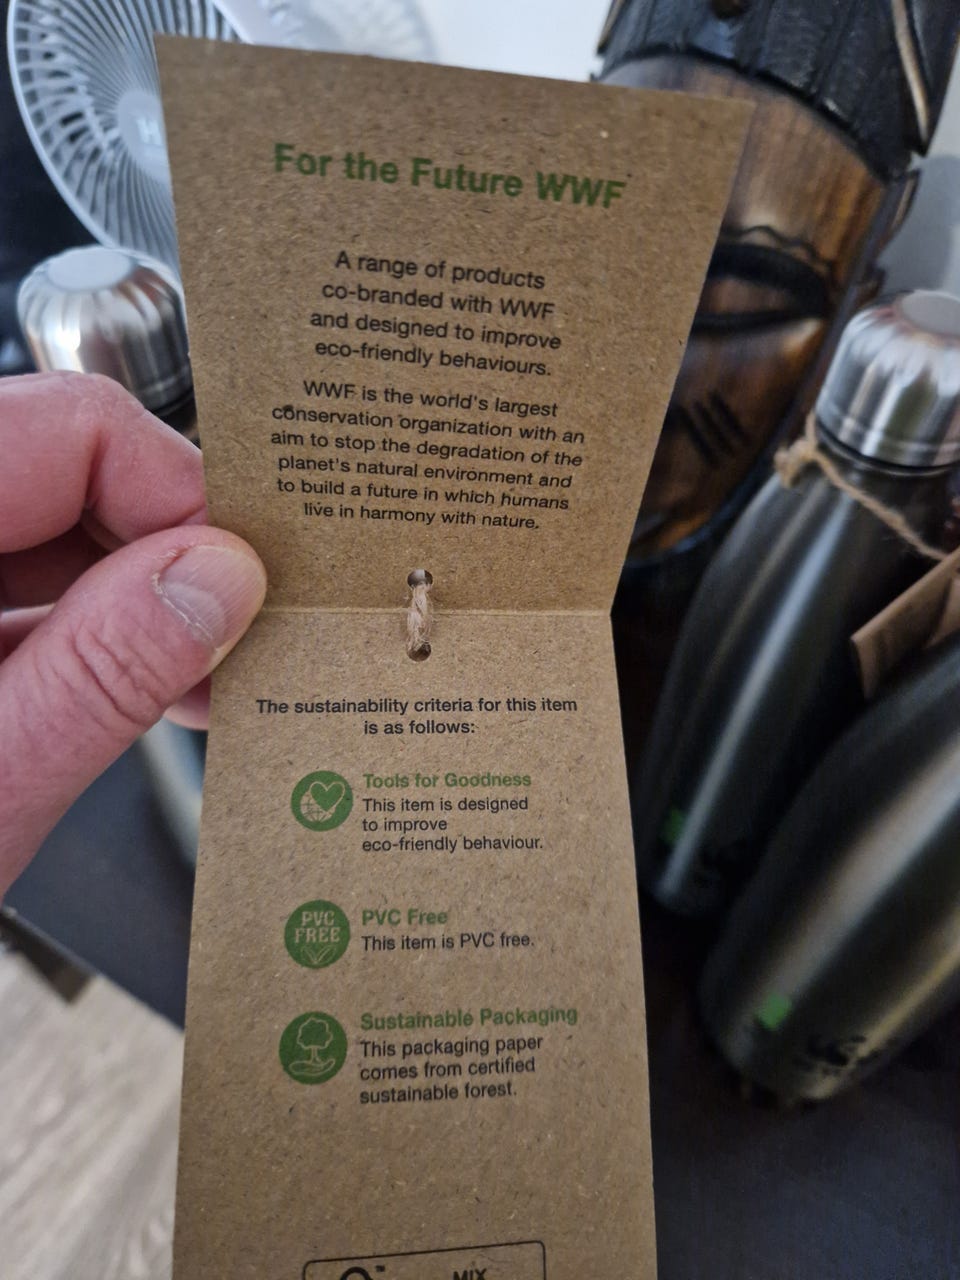 For the Future WWF
A range of products
co-branded with WWF
and designed to improve
eco-friendly behaviours.
WWF is the world's largest
conservation organization with an
aim to stop the degradation of the
planet's natural environment and
to build a future in which humans
live in harmony with nature.
The sustainability criteria for this item
is as follows:
Tools for Goodness
This item is designed
to improve
eco-friendly behaviour.
PVC
FREE
PVC Free
This item is PVC free.
Sustainable Packaging
This packaging paper
comes from certified
sustainable forest.
™
MIX